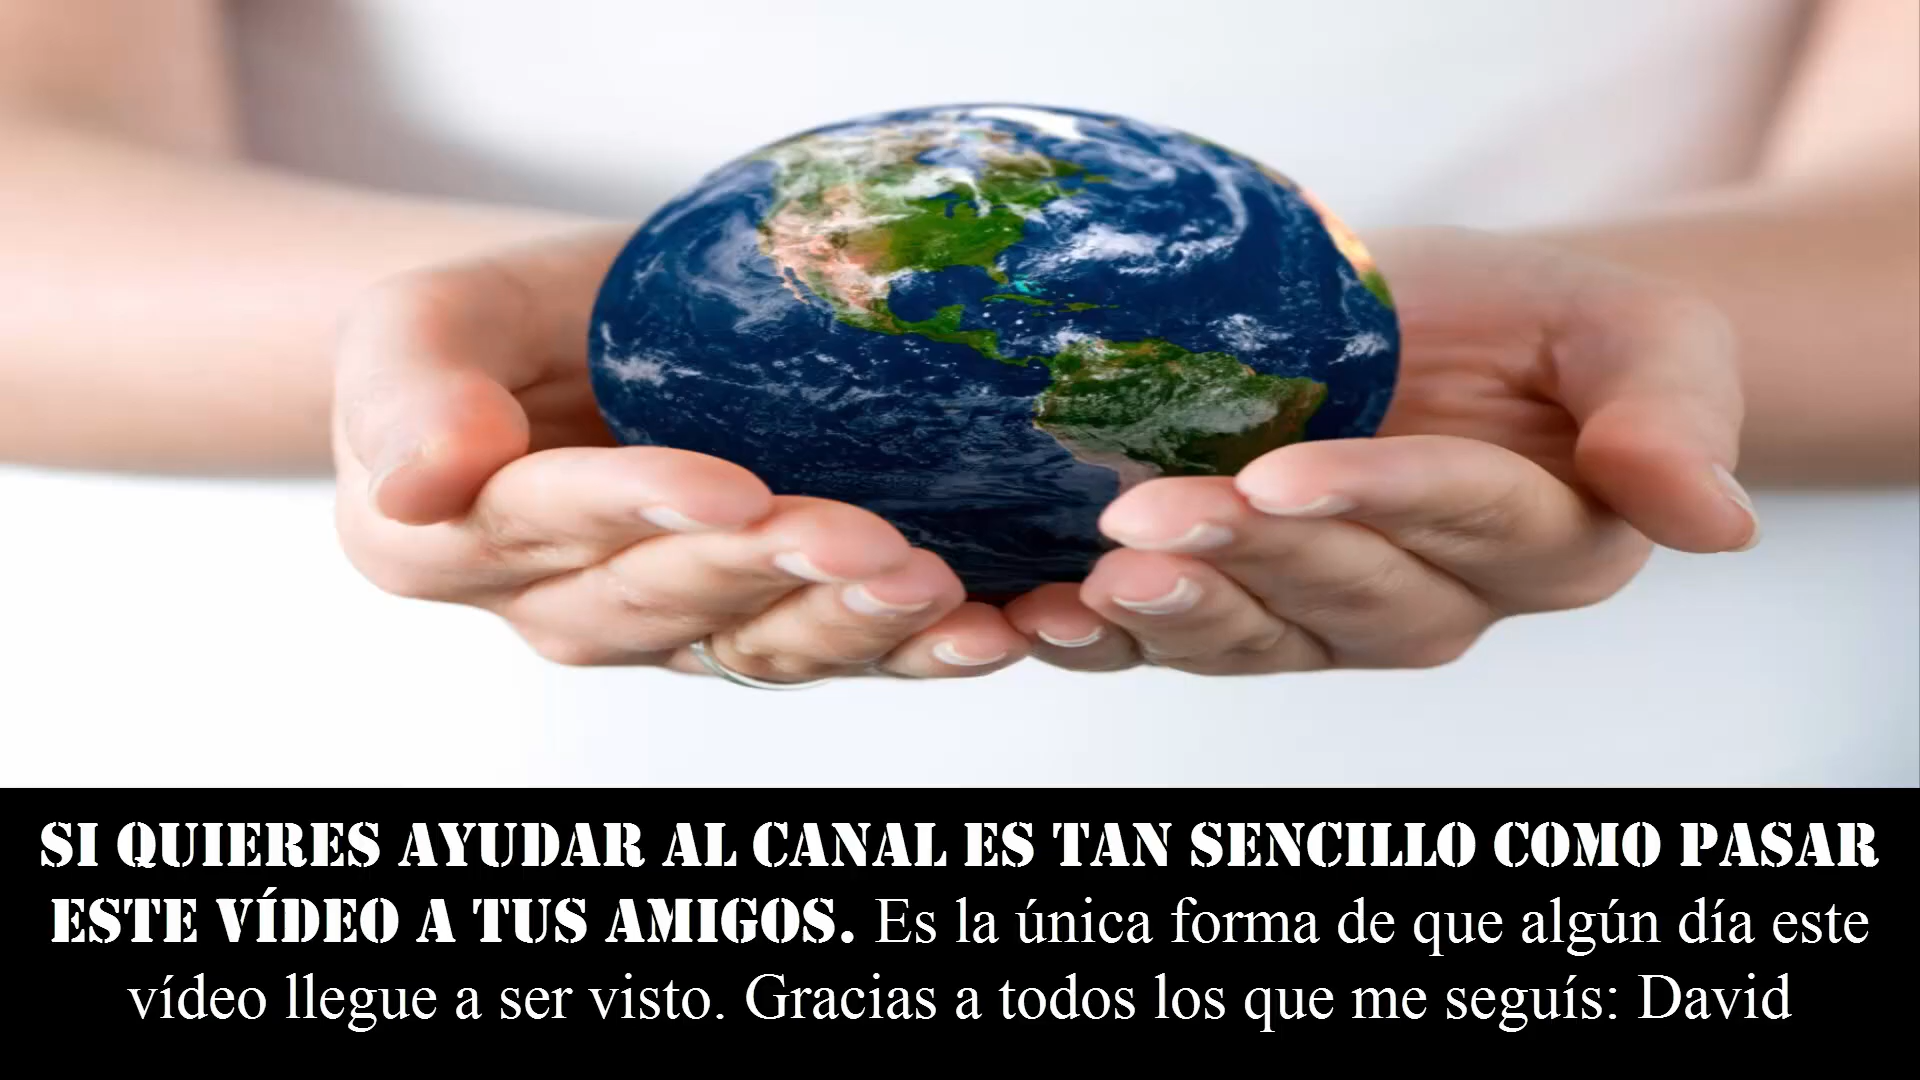 SI QUIERES AYUDAR AL CANAL ES TAN SENCILLO COMO PASAR
ESTE VÍDEO A TUS AMIGOS. Es la única forma de que algún día este
vídeo llegue a ser visto. Gracias a todos los que me seguís: David